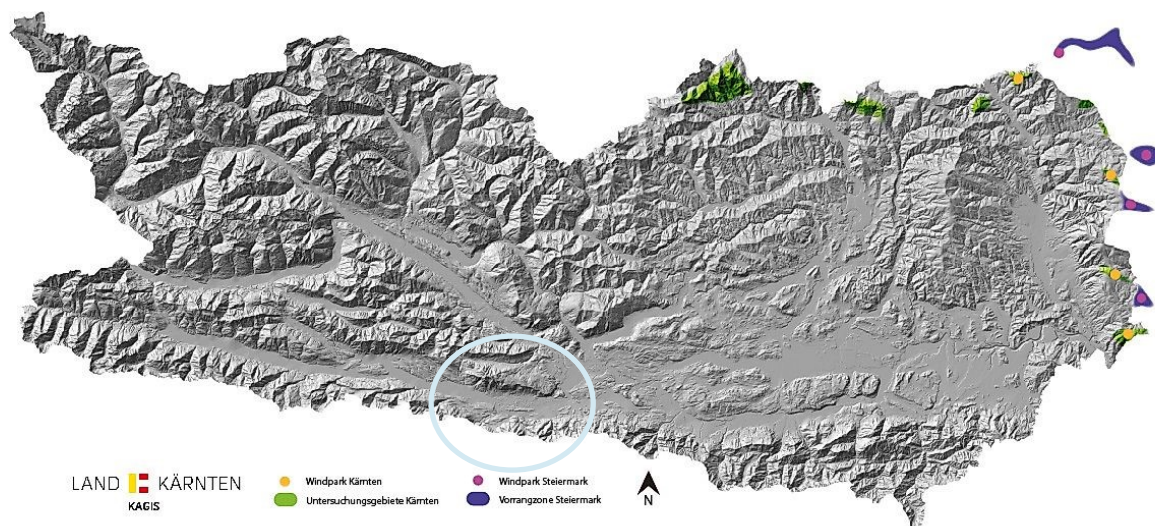 LAND KÄRNTEN
KAGIS
Windpark Kärnten
Untersuchungsgebiete Kärnten
Windpark Steiermark
Vorrangzone Steiermark
N